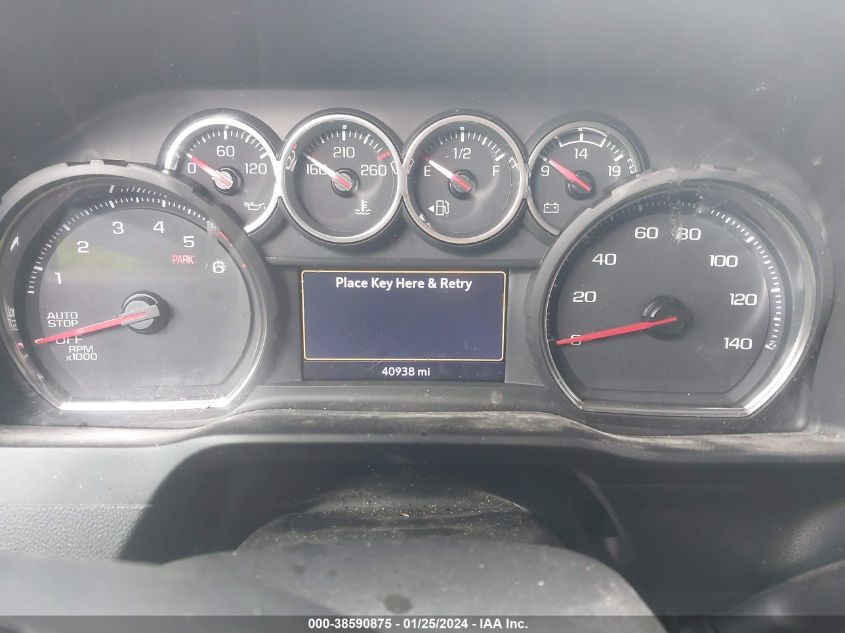 0 60 120
160 210 260
E 1/2 F
9 14 19
1 2 3 4 5 6
PARK
AUTO
STOP
OFF
RPM
x1000
Place Key Here & Retry
40938 mi
0 20 40 60 80 100 120 140
000-38590875 - 01/25/2024 - IAA Inc.